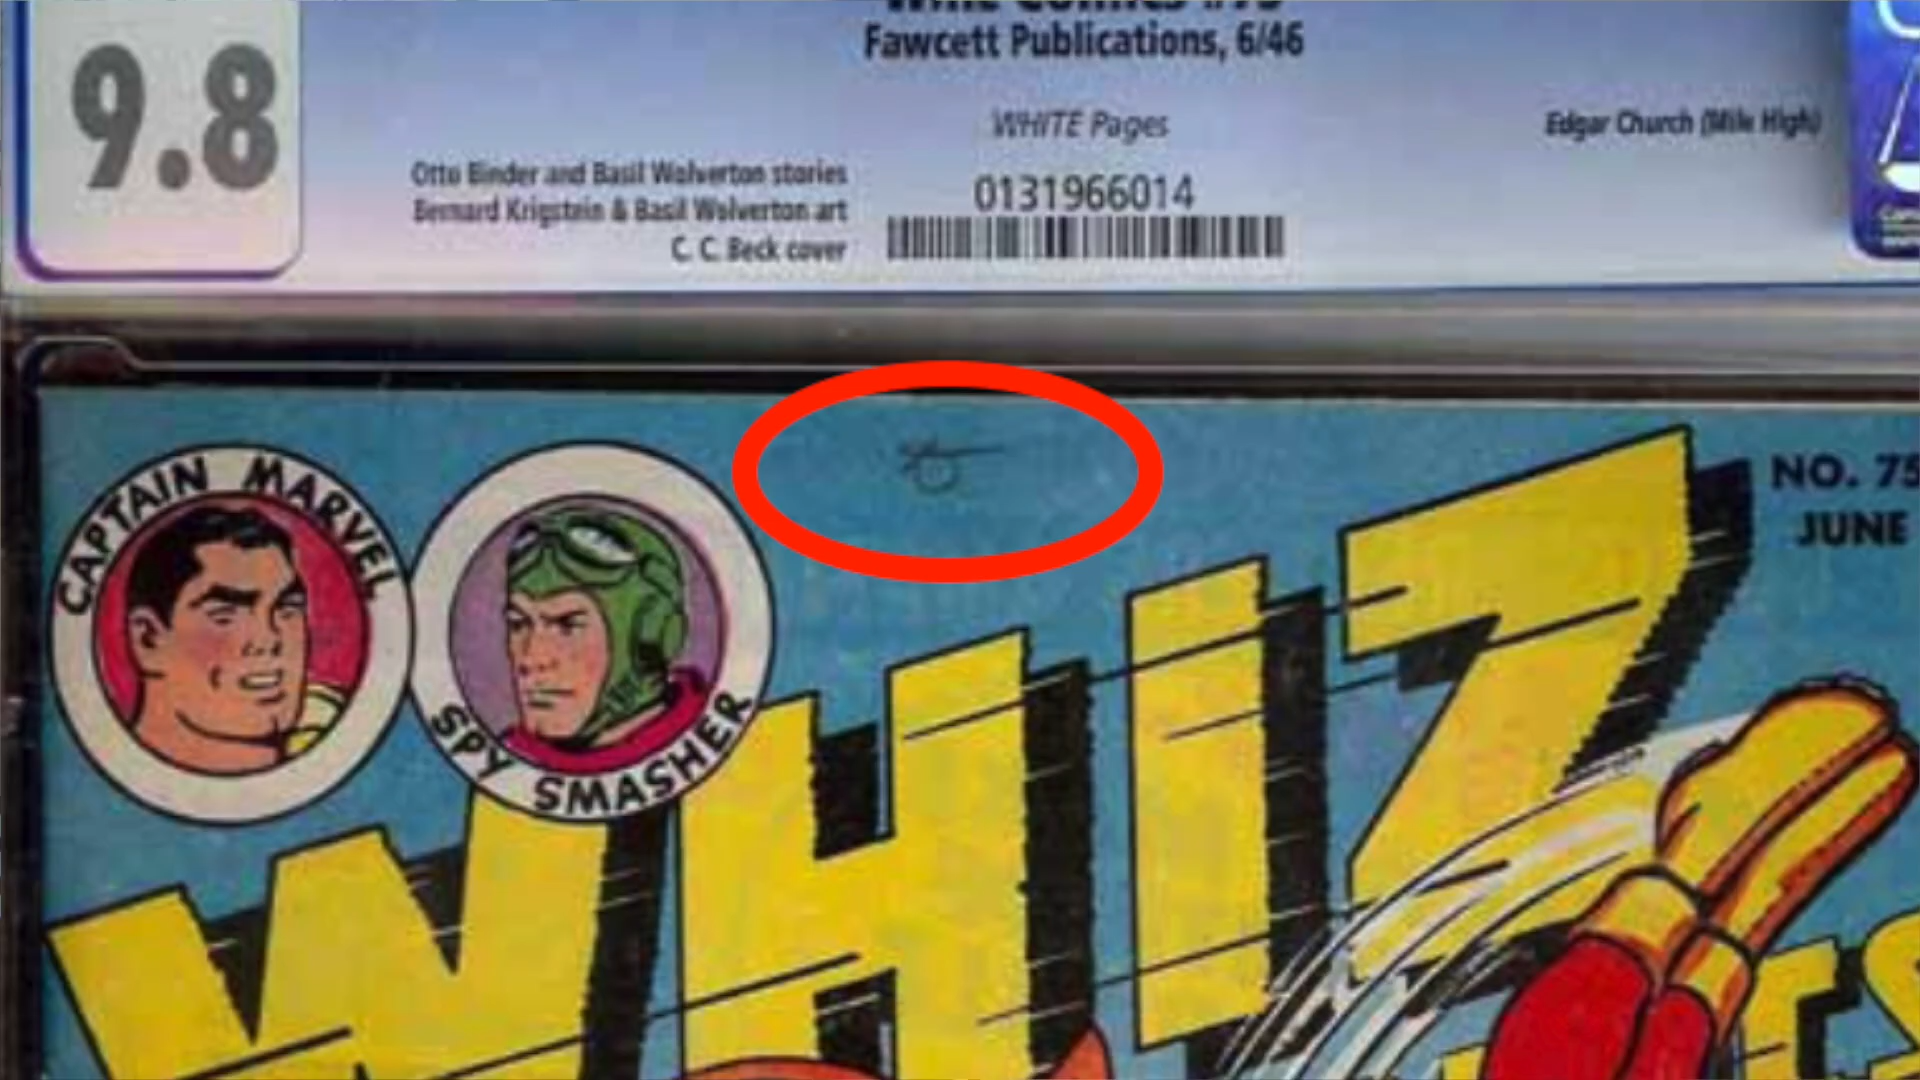 9.8
Fawcett Publications, 6/46
WHITE Pages
Edgar Church (Mile High)
Otto Binder and Basil Wolverton stories
Bernard Krigstein & Basil Wolverton art
C. C. Beck cover
0131966014
CAPTAIN MARVEL
SPY SMASHER
NO. 75
JUNE
WHIZ